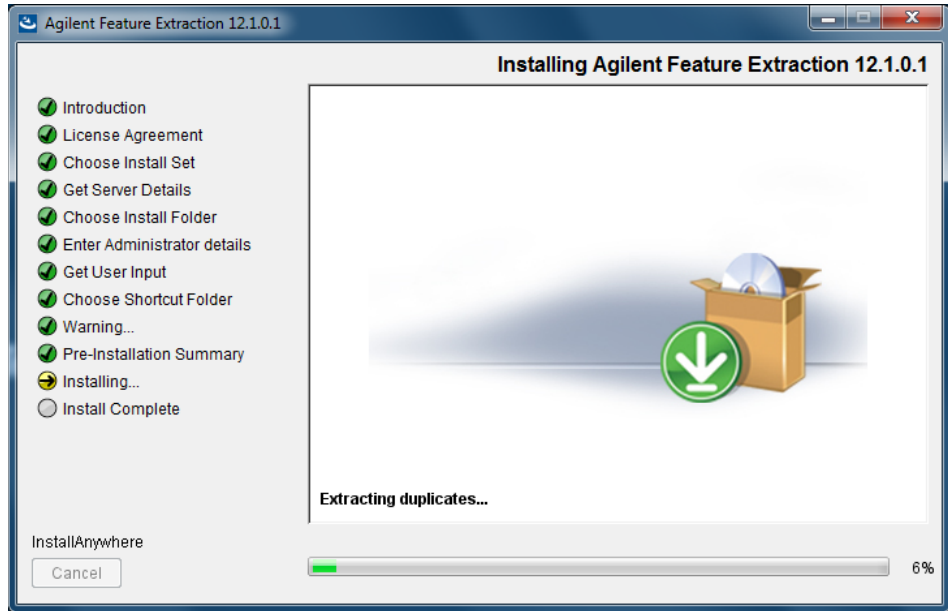 Agilent Feature Extraction 12.1.0.1
Installing Agilent Feature Extraction 12.1.0.1
Introduction
License Agreement
Choose Install Set
Get Server Details
Choose Install Folder
Enter Administrator details
Get User Input
Choose Shortcut Folder
Warning...
Pre-Installation Summary
Installing...
Install Complete
Extracting duplicates...
InstallAnywhere
Cancel
6%